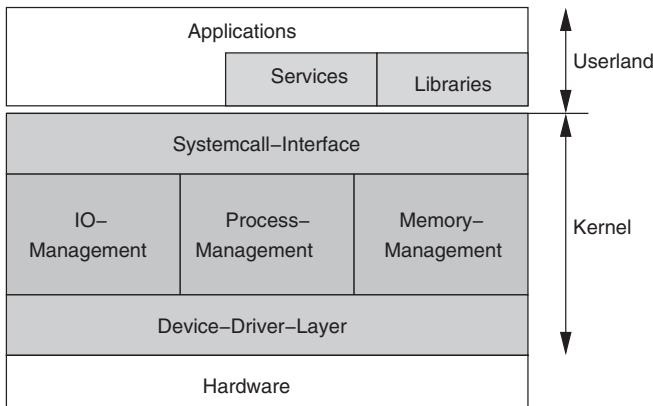 Applications
Services
Libraries
Userland
Systemcall–Interface
IO–
Management
Process–
Management
Memory–
Management
Kernel
Device–Driver–Layer
Hardware